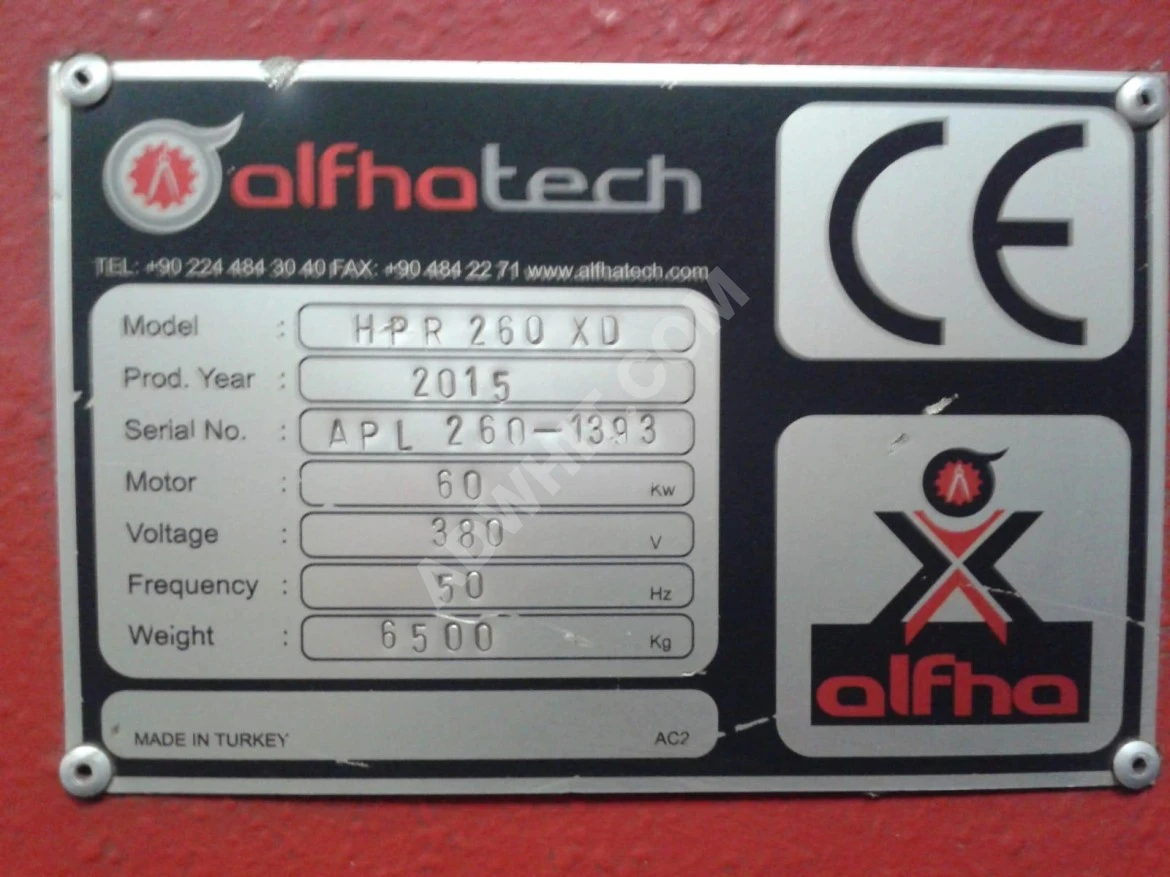 alfhatech
CE
TEL: +90 224 484 30 40 FAX: +90 484 22 71 www.alfhatech.com
Model : HPR 260 XD
Prod. Year : 2015
Serial No. : APL 260-1393
Motor : 60 Kw
Voltage : 380 V
Frequency : 50 Hz
Weight : 6500 Kg
alfha
MADE IN TURKEY AC2